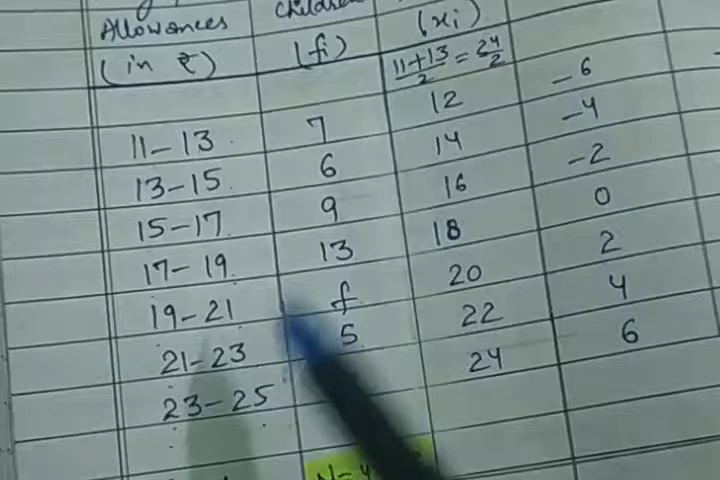 Allowances Children
(in ₹) (fi) (xi)
11+13/2 = 24/2
11-13 7 12 -6
13-15 6 14 -4
15-17 9 16 -2
17-19 13 18 0
19-21 f 20 2
21-23 5 22 4
23-25 24 6